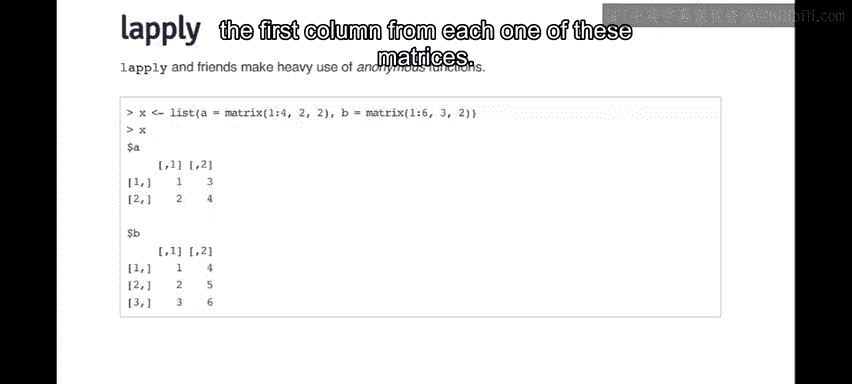 lapply
the first column from each one of these
matrices.
lapply and friends make heavy use of anonymous functions.
> x <- list(a = matrix(1:4, 2, 2), b = matrix(1:6, 3, 2))
> x
$a
[,1] [,2]
[1,] 1 3
[2,] 2 4
$b
[,1] [,2]
[1,] 1 4
[2,] 2 5
[3,] 3 6